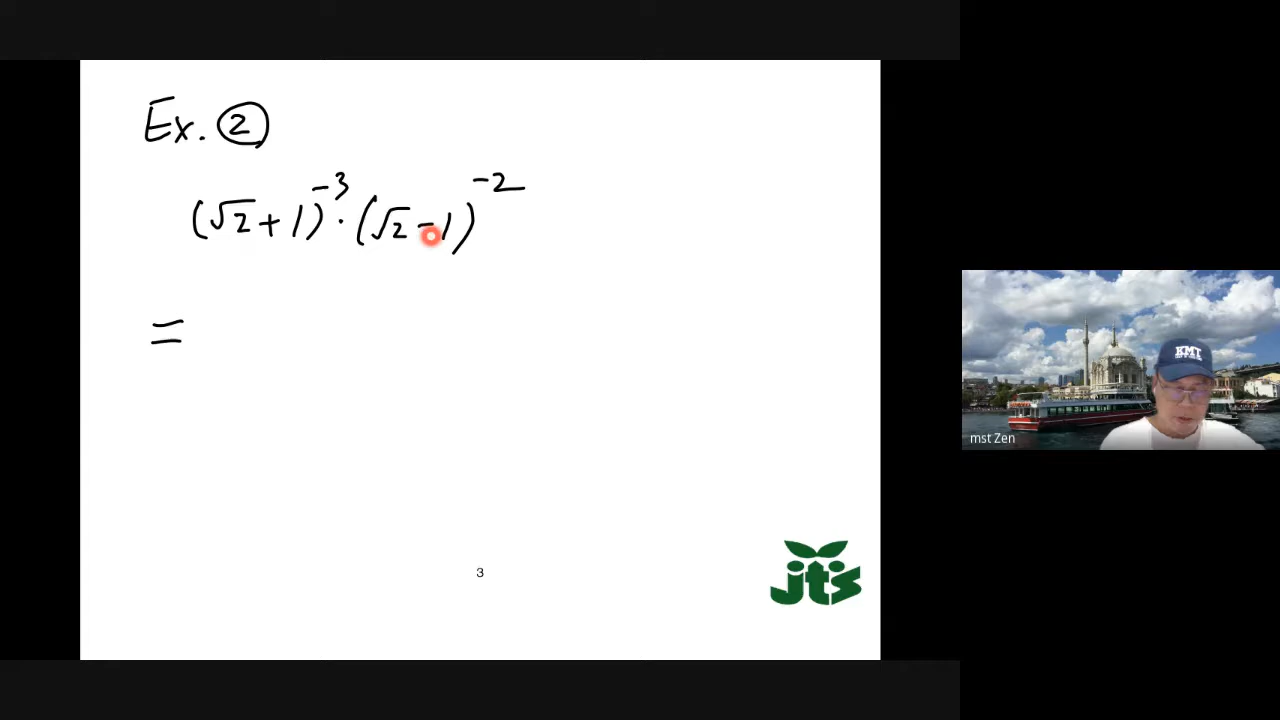 Ex. ②
(√2+1)⁻³·(√2-1)⁻²
=
3
jts
KMT
mst Zen